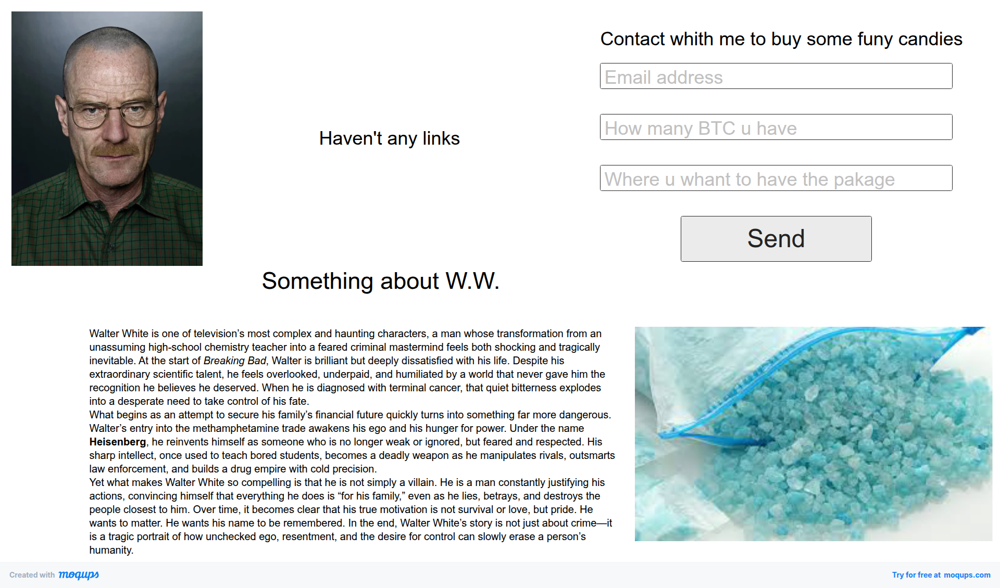 Contact whith me to buy some funy candies
Email address
How many BTC u have
Haven't any links
Where u whant to have the pakage
Send
Something about W.W.
Walter White is one of television’s most complex and haunting characters, a man whose transformation from an
unassuming high-school chemistry teacher into a feared criminal mastermind feels both shocking and tragically
inevitable. At the start of Breaking Bad, Walter is brilliant but deeply dissatisfied with his life. Despite his
extraordinary scientific talent, he feels overlooked, underpaid, and humiliated by a world that never gave him the
recognition he believes he deserved. When he is diagnosed with terminal cancer, that quiet bitterness explodes
into a desperate need to take control of his fate.
What begins as an attempt to secure his family’s financial future quickly turns into something far more dangerous.
Walter’s entry into the methamphetamine trade awakens his ego and his hunger for power. Under the name
Heisenberg, he reinvents himself as someone who is no longer weak or ignored, but feared and respected. His
sharp intellect, once used to teach bored students, becomes a deadly weapon as he manipulates rivals, outsmarts
law enforcement, and builds a drug empire with cold precision.
Yet what makes Walter White so compelling is that he is not simply a villain. He is a man constantly justifying his
actions, convincing himself that everything he does is “for his family,” even as he lies, betrays, and destroys the
people closest to him. Over time, it becomes clear that his true motivation is not survival or love, but pride. He
wants to matter. He wants his name to be remembered. In the end, Walter White’s story is not just about crime—it
is a tragic portrait of how unchecked ego, resentment, and the desire for control can slowly erase a person’s
humanity.
Created with moqups
Try for free at moqups.com